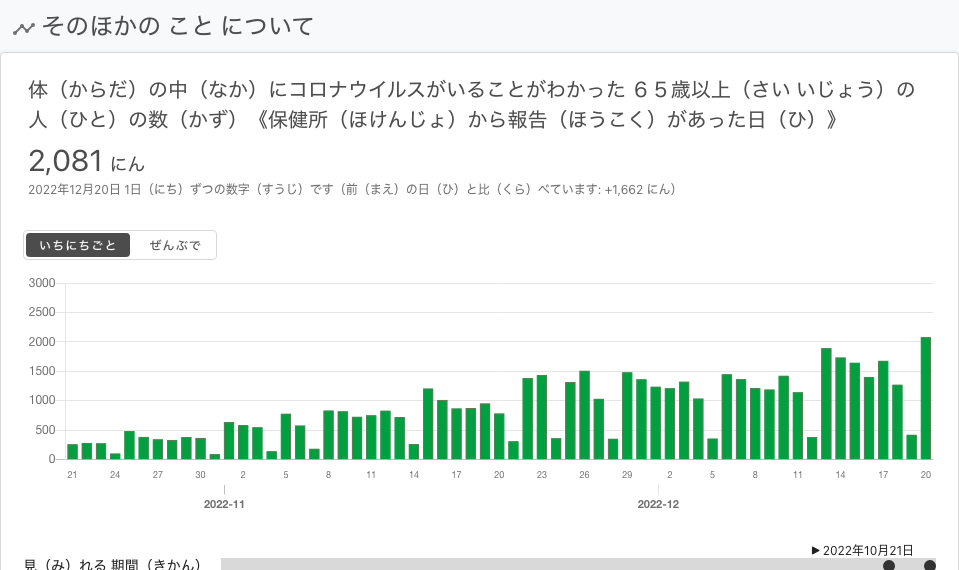 そのほかの こと について
体（からだ）の中（なか）にコロナウイルスがいることがわかった ６５歳以上（さい いじょう）の
人（ひと）の数（かず）《保健所（ほけんじょ）から報告（ほうこく）があった日（ひ）》
2,081 にん
2022年12月20日 1日（にち）ずつの数字（すうじ）です（前（まえ）の日（ひ）と比（くら）べています: +1,662 にん）
いちにちごと ぜんぶで
3000
2500
2000
1500
1000
500
0
21 24 27 30 2 5 8 11 14 17 20 23 26 29 2 5 8 11 14 17 20
2022-11 2022-12
▶ 2022年10月21日
見（み）れる 期間（きかん）